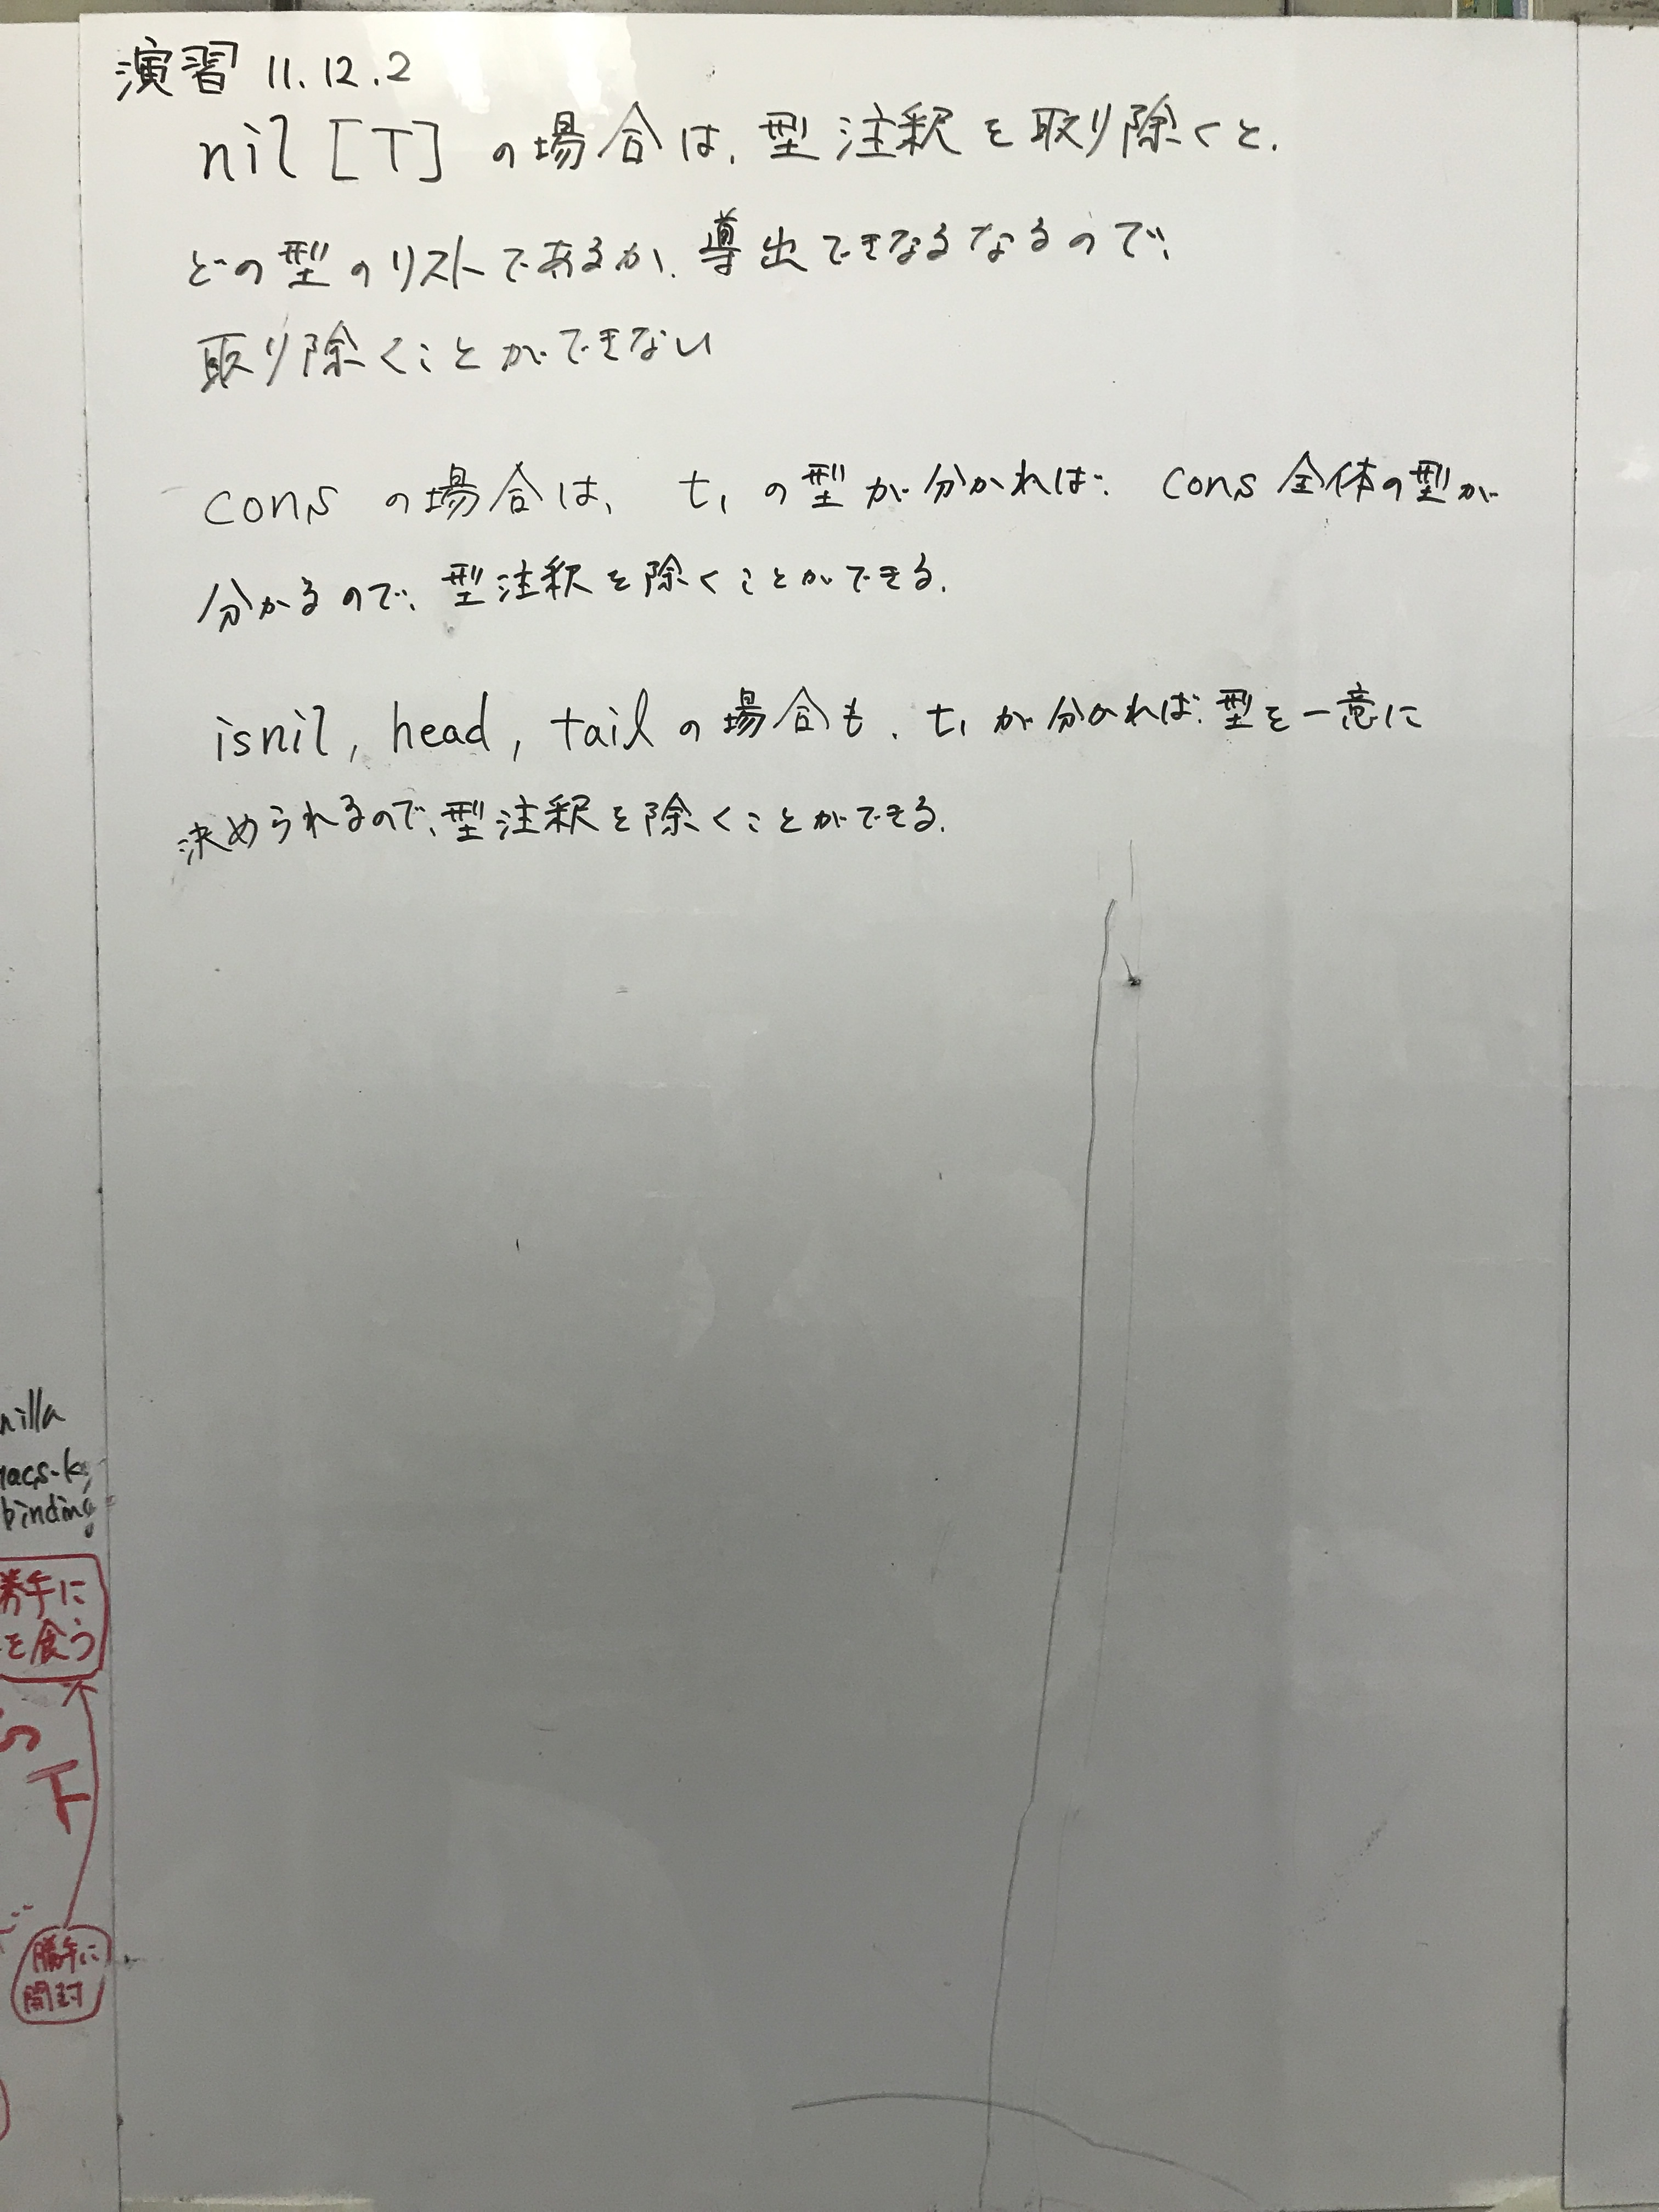 演習 11.12.2
nil [T] の場合は、型注釈を取り除くと、
どの型のリストであるか、導出できなるなるので、
取り除くことができない
cons の場合は、t₁ の型が分かれば、cons 全体の型が
分かるので、型注釈を除くことができる。
isnil, head, tail の場合も、t₁ が分かれば、型を一意に
決められるので、型注釈を除くことができる。
nilla
macs-k
binding
勝手に
を食う
下
勝手に
開封